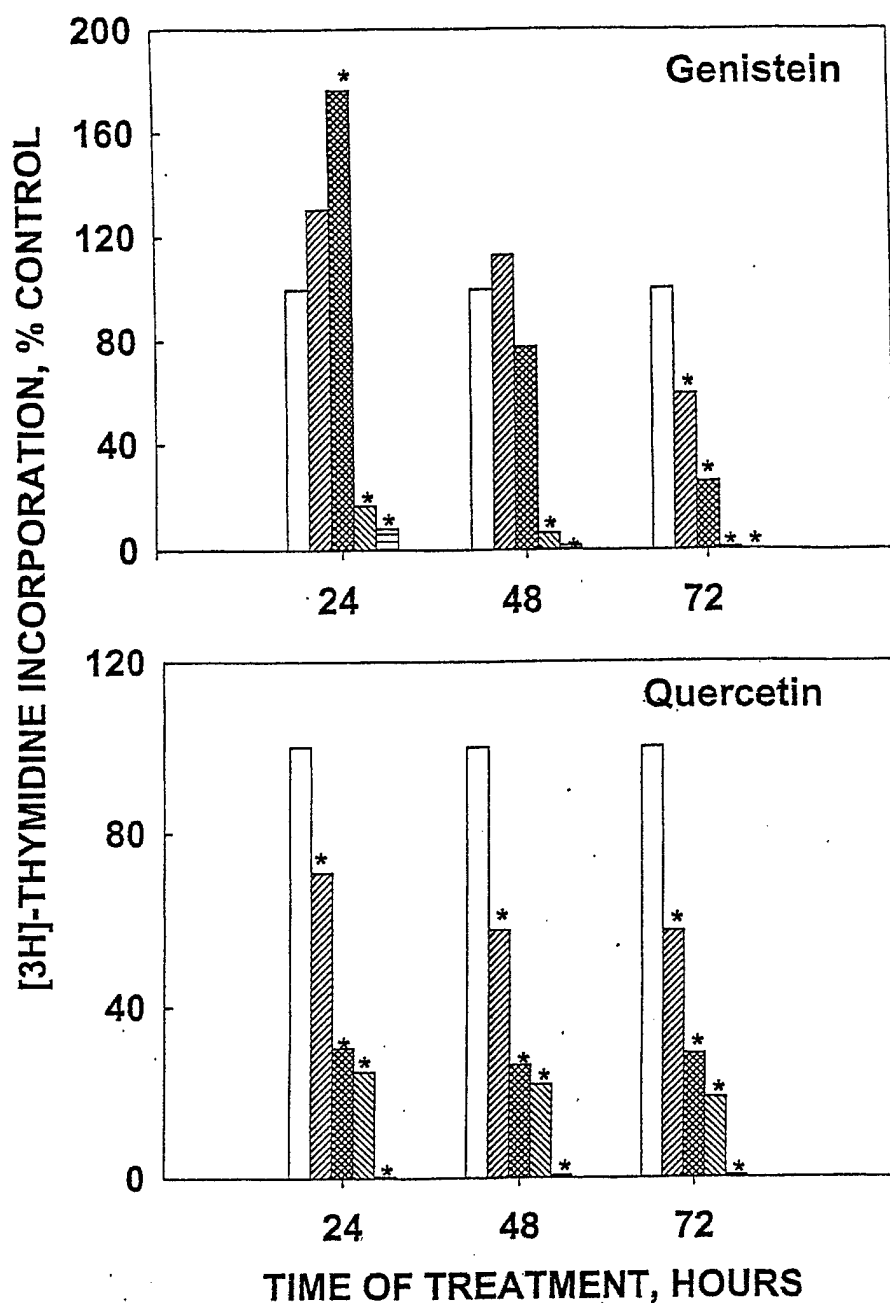 [3H]-THYMIDINE INCORPORATION, % CONTROL
Genistein
200
160
120
80
40
0
*
* *
* *
* * * *
24 48 72
Quercetin
120
80
40
0
* * * *
* * * *
* * * *
24 48 72
TIME OF TREATMENT, HOURS